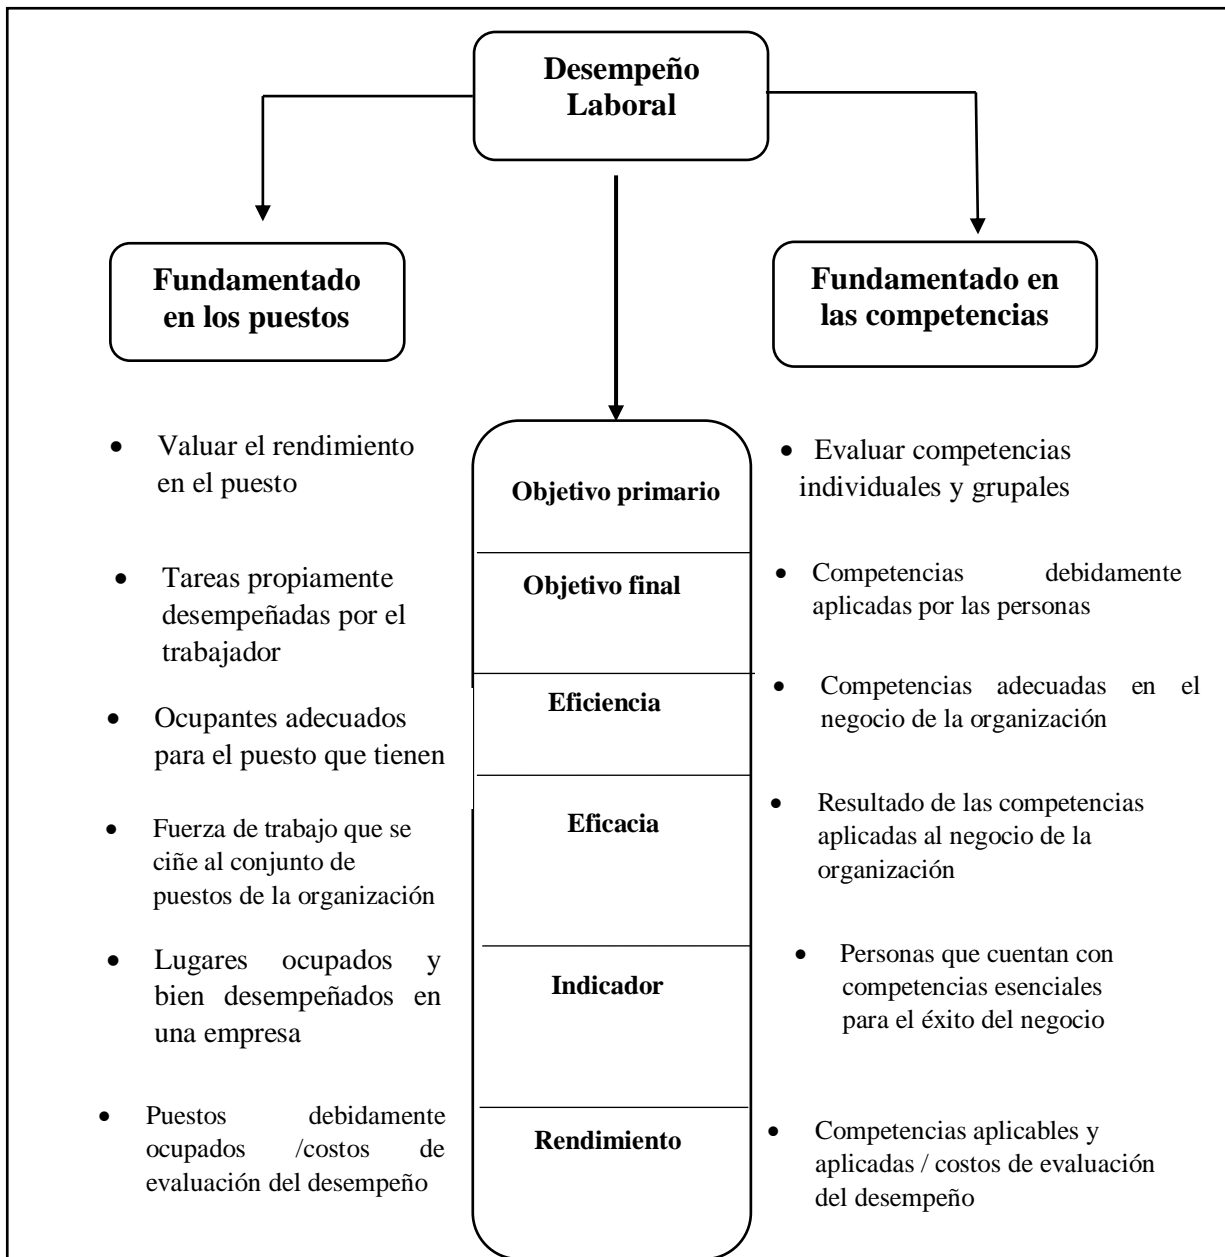 Desempeño
Laboral
Fundamentado
en los puestos
Fundamentado en
las competencias
• Valuar el rendimiento
en el puesto
Objetivo primario
• Evaluar competencias
individuales y grupales
• Tareas propiamente
desempeñadas por el
trabajador
Objetivo final
• Competencias debidamente
aplicadas por las personas
• Ocupantes adecuados
para el puesto que tienen
Eficiencia
• Competencias adecuadas en el
negocio de la organización
• Fuerza de trabajo que se
ciñe al conjunto de
puestos de la organización
Eficacia
• Resultado de las competencias
aplicadas al negocio de la
organización
• Lugares ocupados y
bien desempeñados en
una empresa
Indicador
• Personas que cuentan con
competencias esenciales
para el éxito del negocio
• Puestos debidamente
ocupados /costos de
evaluación del desempeño
Rendimiento
• Competencias aplicables y
aplicadas / costos de evaluación
del desempeño